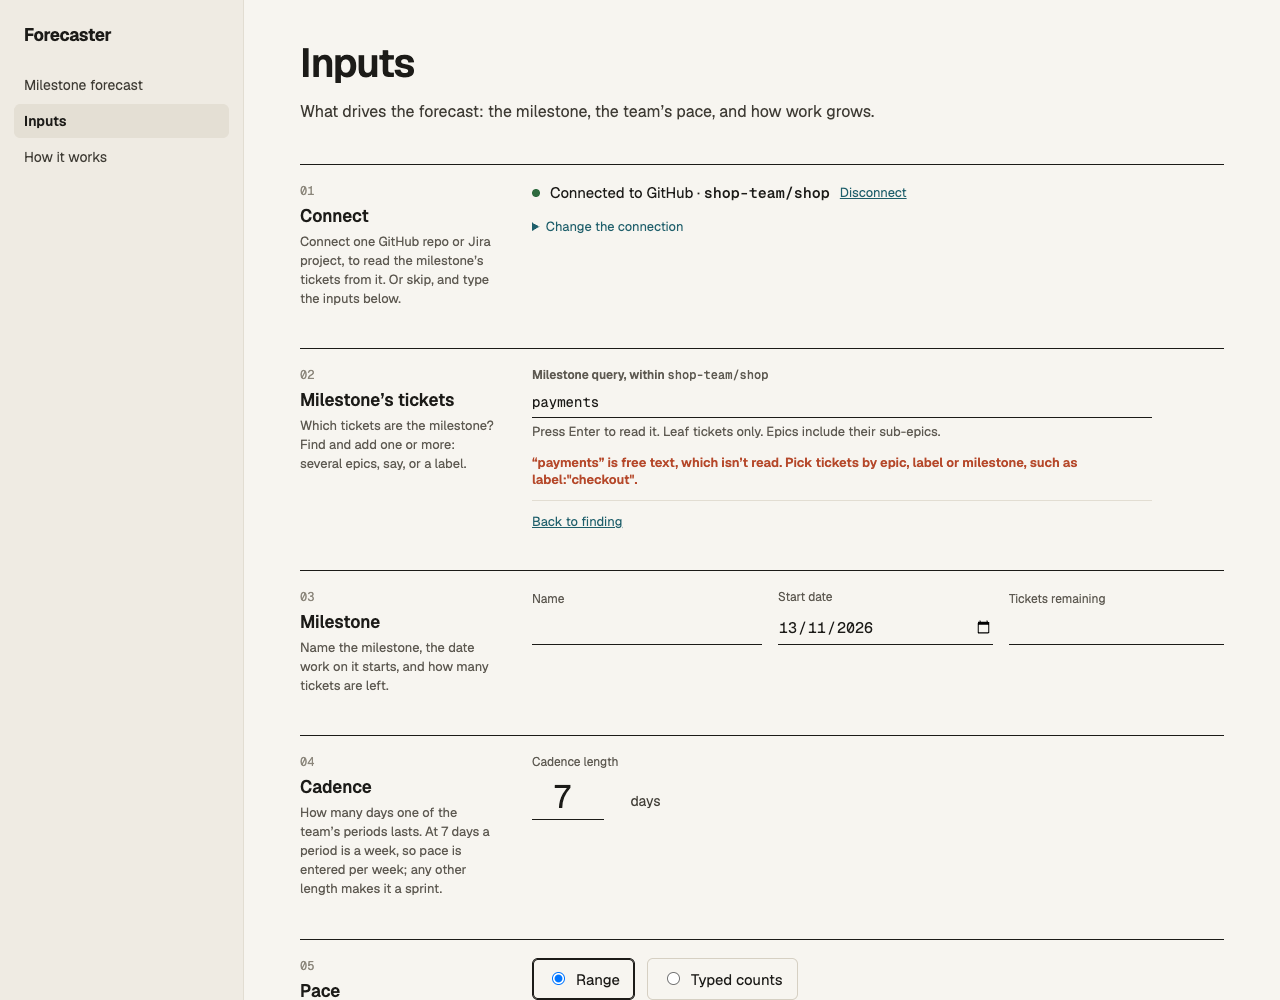 Forecaster
Milestone forecast
Inputs
How it works
Inputs
What drives the forecast: the milestone, the team’s pace, and how work grows.
01
Connect
Connect one GitHub repo or Jira
project, to read the milestone’s
tickets from it. Or skip, and type
the inputs below.
Connected to GitHub · shop-team/shop Disconnect
Change the connection
02
Milestone’s tickets
Which tickets are the milestone?
Find and add one or more:
several epics, say, or a label.
Milestone query, within shop-team/shop
payments
Press Enter to read it. Leaf tickets only. Epics include their sub-epics.
“payments” is free text, which isn’t read. Pick tickets by epic, label or milestone, such as
label:"checkout".
Back to finding
03
Milestone
Name the milestone, the date
work on it starts, and how many
tickets are left.
Name
Start date
13/11/2026
Tickets remaining
04
Cadence
How many days one of the
team’s periods lasts. At 7 days a
period is a week, so pace is
entered per week; any other
length makes it a sprint.
Cadence length
7 days
05
Pace
Range
Typed counts